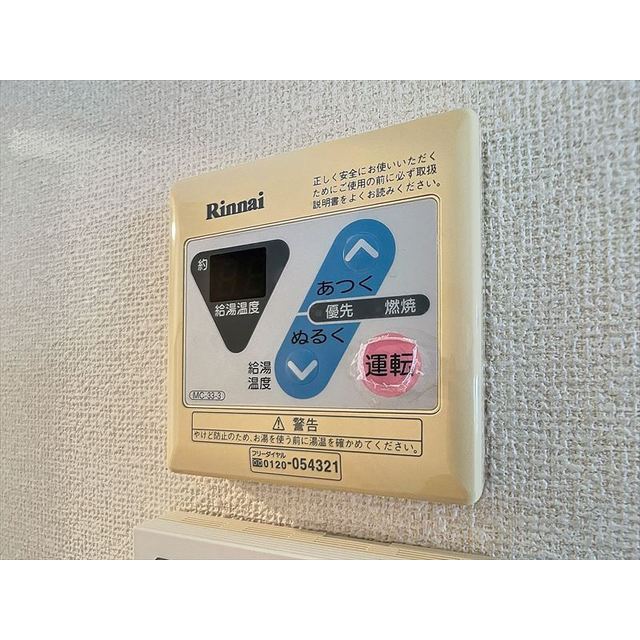 正しく安全にお使いいただく
ためにご使用の前に必ず取扱
説明書をよくお読みください。
Rinnai
約
給湯温度
あつく
優先 燃焼
ぬるく
給湯
温度
運転
MC-33-3
⚠ 警告
やけど防止のため、お湯を使う前に湯温を確かめてください。
フリーダイヤル
0120-054321